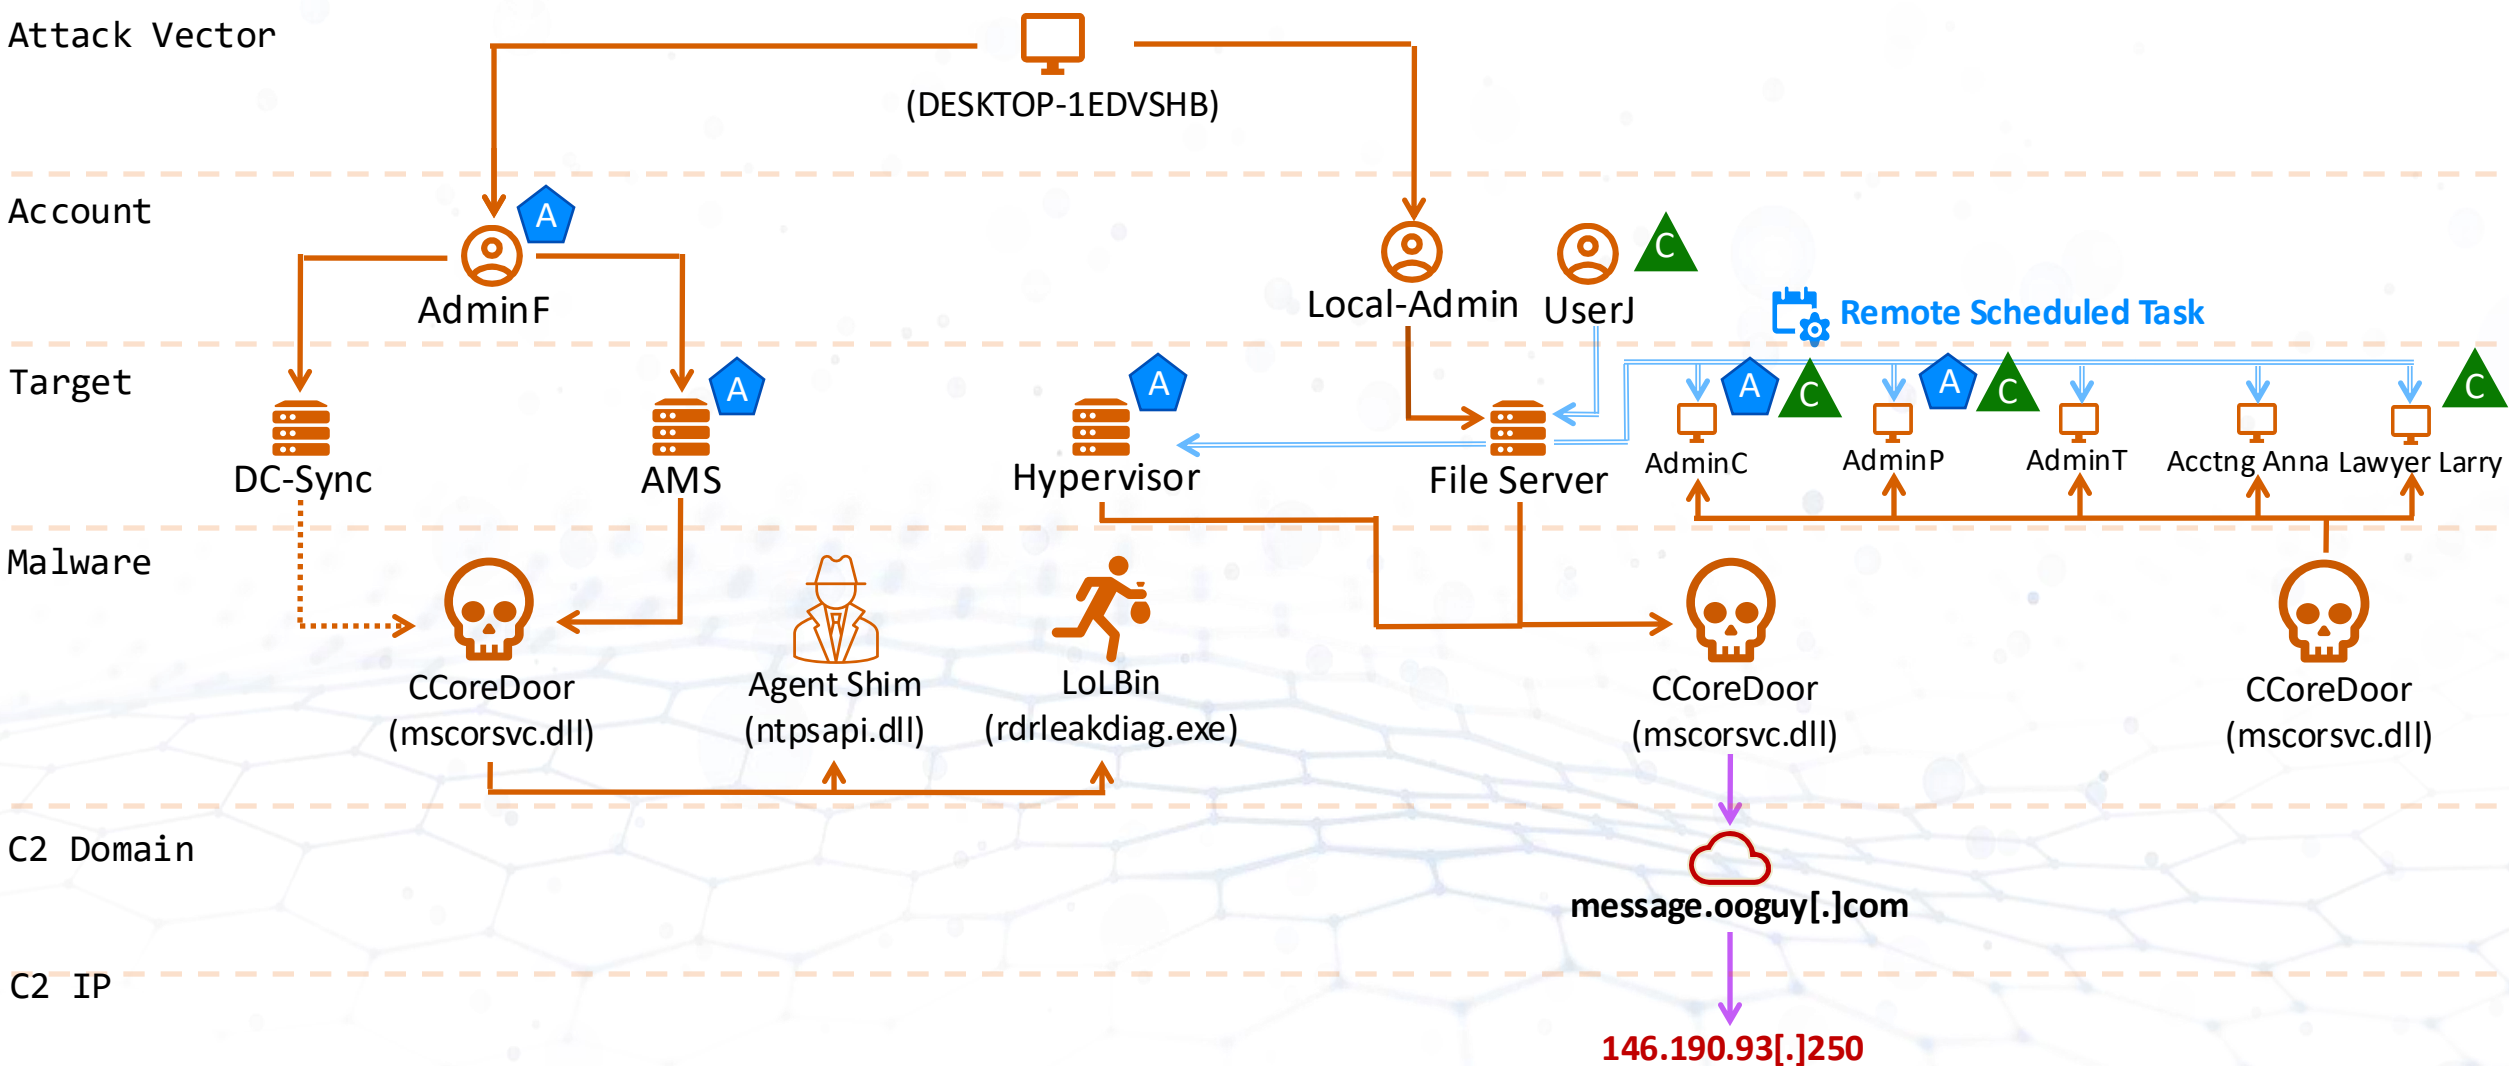 Attack Vector
(DESKTOP-1EDVSHB)
Account
A
C
AdminF
Local-Admin
UserJ
Remote Scheduled Task
Target
A
A
A
C
A
C
C
DC-Sync
AMS
Hypervisor
File Server
AdminC
AdminP
AdminT
Acctng Anna
Lawyer Larry
Malware
CCoreDoor
(mscorsvc.dll)
Agent Shim
(ntpsapi.dll)
LoLBin
(rdrleakdiag.exe)
CCoreDoor
(mscorsvc.dll)
CCoreDoor
(mscorsvc.dll)
C2 Domain
message.ooguy[.]com
C2 IP
146.190.93[.]250